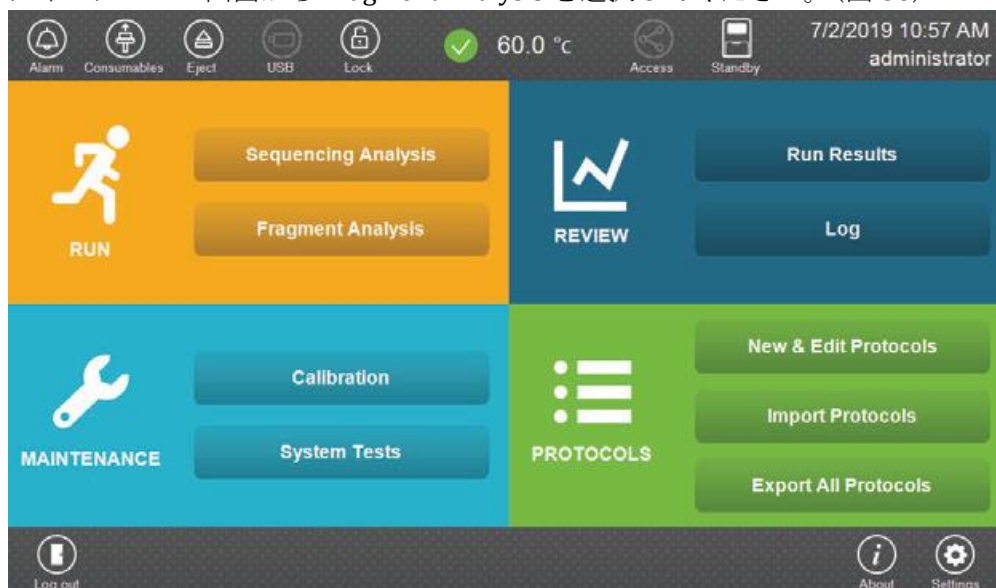 7/2/2019 10:57 AM
60.0 °c
administrator
Alarm
Consumables
Eject
USB
Lock
Access
Standby
RUN
Sequencing Analysis
Fragment Analysis
REVIEW
Run Results
Log
MAINTENANCE
Calibration
System Tests
PROTOCOLS
New & Edit Protocols
Import Protocols
Export All Protocols
Log out
About
Settings